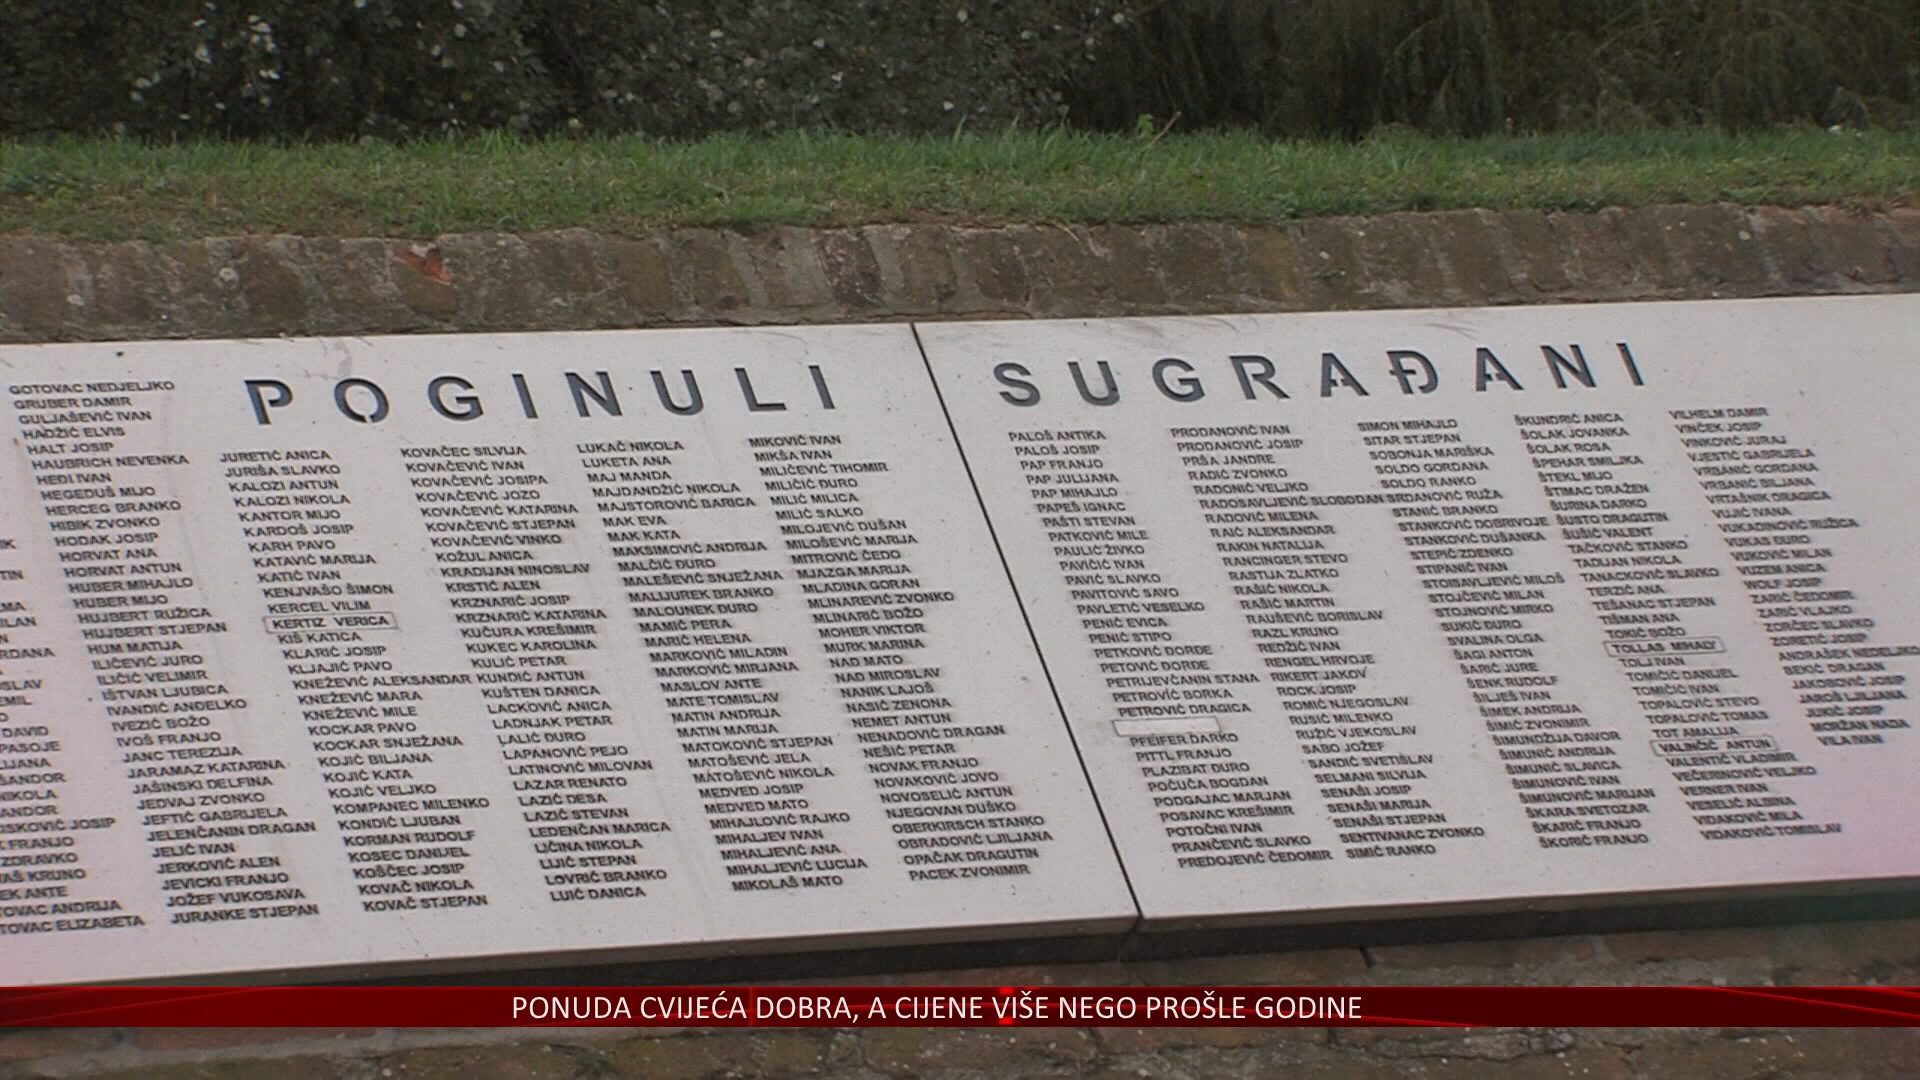 POGINULI SUGRAĐANI
GOTOVAC NEDJELJKO
GRUBER DAMIR
GULJAŠEVIĆ IVAN
HADŽIĆ ELVIS
HALT JOSIP
HAUBRICH NEVENKA
HEĐI IVAN
HEGEDUŠ MIJO
HERCEG BRANKO
HIBIK ZVONKO
HODAK JOSIP
HORVAT ANA
HORVAT ANTUN
HUBER MIHAJLO
HUBER MIJO
HUJBERT RUŽICA
HUJBERT STJEPAN
HUM MATIJA
ILIČEVIĆ JURO
ILIČIĆ VELIMIR
IŠTVAN LJUBICA
IVANDIĆ ANĐELKO
IVEZIĆ BOŽO
IVOŠ FRANJO
JANC TEREZIJA
JARAMAZ KATARINA
JAŠINSKI DELFINA
JEDVAJ ZVONKO
JEFTIĆ GABRIJELA
JELENČANIN DRAGAN
JELIĆ IVAN
JERKOVIĆ ALEN
JEVICKI FRANJO
JOŽEF VUKOSAVA
JURANKE STJEPAN
JURETIĆ ANICA
JURIŠA SLAVKO
KALOZI ANTUN
KALOZI NIKOLA
KANTOR MIJO
KARDOŠ JOSIP
KARH PAVO
KATAVIĆ MARIJA
KATIĆ IVAN
KENJVAŠO ŠIMON
KERCEL VILIM
KERTIZ VERICA
KIŠ KATICA
KLARIĆ JOSIP
KLJAJIĆ PAVO
KNEŽEVIĆ ALEKSANDAR
KNEŽEVIĆ MARA
KNEŽEVIĆ MILE
KOCKAR PAVO
KOCKAR SNJEŽANA
KOJIĆ BILJANA
KOJIĆ KATA
KOJIĆ VELJKO
KOMPANEC MILENKO
KONDIĆ LJUBAN
KORMAN RUDOLF
KOSEC DANIJEL
KOŠČEC JOSIP
KOVAČ NIKOLA
KOVAČ STJEPAN
KOVAČEC SILVIJA
KOVAČEVIĆ IVAN
KOVAČEVIĆ JOSIPA
KOVAČEVIĆ JOZO
KOVAČEVIĆ KATARINA
KOVAČEVIĆ STJEPAN
KOVAČEVIĆ VINKO
KOŽUL ANICA
KRADIJAN NINOSLAV
KRSTIĆ ALEN
KRZNARIĆ JOSIP
KRZNARIĆ KATARINA
KUČURA KREŠIMIR
KUKEC KAROLINA
KULIĆ PETAR
KUNDIĆ ANTUN
KUŠTEN DANICA
LACKOVIĆ ANICA
LADNJAK PETAR
LALIĆ ĐURO
LAPANOVIĆ PEJO
LATINOVIĆ MILOVAN
LAZAR RENATO
LAZIĆ DESA
LAZIĆ STEVAN
LEDENČAN MARICA
LIČINA NIKOLA
LIJIĆ STEPAN
LOVRIĆ BRANKO
LUIĆ DANICA
LUKAČ NIKOLA
LUKETA ANA
MAJ MANDA
MAJDANDŽIĆ NIKOLA
MAJSTOROVIĆ BARICA
MAK EVA
MAK KATA
MAKSIMOVIĆ ANDRIJA
MALČIĆ ĐURO
MALEŠEVIĆ SNJEŽANA
MALIJUREK BRANKO
MALOUNEK ĐURO
MAMIĆ PERA
MARIĆ HELENA
MARKOVIĆ MILADIN
MARKOVIĆ MIRJANA
MASLOV ANTE
MATE TOMISLAV
MATIN ANDRIJA
MATIN MARIJA
MATOKOVIĆ STJEPAN
MATOŠEVIĆ JELA
MATOŠEVIĆ NIKOLA
MEDVED JOSIP
MEDVED MATO
MIHAJLOVIĆ RAJKO
MIHALJEV IVAN
MIHALJEVIĆ ANA
MIHALJEVIĆ LUCIJA
MIKOLAŠ MATO
MIKOVIĆ IVAN
MIKŠA IVAN
MILIČEVIĆ TIHOMIR
MILIČIĆ ĐURO
MILIĆ MILICA
MILIĆ SALKO
MILOJEVIĆ DUŠAN
MILOŠEVIĆ MARIJA
MITROVIĆ ČEDO
MJAZGA MARIJA
MLADINA GORAN
MLINAREVIĆ ZVONKO
MLINARIĆ BOŽO
MOHER VIKTOR
MURK MARINA
NAĐ MATO
NAĐ MIROSLAV
NANIK LAJOŠ
NASIĆ ZENONA
NEMET ANTUN
NENADOVIĆ DRAGAN
NEŠIĆ PETAR
NOVAK FRANJO
NOVAKOVIĆ JOVO
NOVOSELIĆ ANTUN
NJEGOVAN DUŠKO
OBERKIRSCH STANKO
OBRADOVIĆ LJILJANA
OPAČAK DRAGUTIN
PACEK ZVONIMIR
PALOŠ ANTIKA
PALOŠ JOSIP
PAP FRANJO
PAP JULIJANA
PAP MIHAJLO
PAPEŠ IGNAC
PAŠTI STEVAN
PATKOVIĆ MILE
PAULIĆ ŽIVKO
PAVIČIĆ IVAN
PAVIĆ SLAVKO
PAVITOVIĆ SAVO
PAVLETIĆ VESELKO
PENIĆ EVICA
PENIĆ STIPO
PETKOVIĆ ĐORĐE
PETOVIĆ ĐORĐE
PETRIJEVČANIN STANA
PETROVIĆ BORKA
PETROVIĆ DRAGICA
PFEIFER DARKO
PITTL FRANJO
PLAZIBAT ĐURO
POČUČA BOGDAN
PODGAJAC MARJAN
POSAVAC KREŠIMIR
POTOČNI IVAN
PRANČEVIĆ SLAVKO
PREDOJEVIĆ ČEDOMIR
PRODANOVIĆ IVAN
PRODANOVIĆ JOSIP
PRŠA JANDRE
RADIĆ ZVONKO
RADONIĆ VELJKO
RADOSAVLJEVIĆ SLOBODAN
RADOVIĆ MILENA
RAIĆ ALEKSANDAR
RAKIN NATALIJA
RANCINGER STEVO
RASTIJA ZLATKO
RAŠIĆ NIKOLA
RAŠIĆ MARTIN
RAUŠEVIĆ BORISLAV
RAZL KRUNO
REDŽIĆ IVAN
RENGEL HRVOJE
RIKERT JAKOV
ROCK JOSIP
ROMIĆ NJEGOSLAV
RUSIĆ MILENKO
RUŽIĆ VJEKOSLAV
SABO JOŽEF
SANDIĆ SVETISLAV
SELMANI SILVIJA
SENAŠI JOSIP
SENAŠI MARIJA
SENAŠI STJEPAN
SENTIVANAC ZVONKO
SIMIĆ RANKO
SIMON MIHAJLO
SITAR STJEPAN
SOBONJA MARIŠKA
SOLDO GORDANA
SOLDO RANKO
SRDANOVIĆ RUŽA
STANIĆ BRANKO
STANKOVIĆ DOBRIVOJE
STANKOVIĆ DUŠANKA
STEPIĆ ZDENKO
STIPANIĆ IVAN
STOISAVLJEVIĆ MILOŠ
STOJČEVIĆ MILAN
STOJNOVIĆ MIRKO
SUKIĆ ĐURO
SVALINA OLGA
ŠAGI ANTON
ŠARIĆ JURE
ŠENK RUDOLF
ŠILJEŠ IVAN
ŠIMEK ANDRIJA
ŠIMIĆ ZVONIMIR
ŠIMUNDŽIJA DAVOR
ŠIMUNIĆ ANDRIJA
ŠIMUNIĆ SLAVICA
ŠIMUNOVIĆ IVAN
ŠIMUNOVIĆ MARIJAN
ŠKARA SVETOZAR
ŠKARIĆ FRANJO
ŠKORIĆ FRANJO
ŠKUNDRIĆ ANICA
ŠOLAK JOVANKA
ŠOLAK ROSA
ŠPEHAR SMILJKA
ŠTEKL MIJO
ŠTIMAC DRAŽEN
ŠURINA DARKO
ŠUSTO DRAGUTIN
ŠUŠIĆ VALENT
TAČKOVIĆ STANKO
TADIJAN NIKOLA
TANACKOVIĆ SLAVKO
TERZIĆ ANA
TEŠANAC STJEPAN
TIŠMAN ANA
TOKIĆ BOŽO
TOLLAS MIHALY
TOLJ IVAN
TOMIČIĆ DANIJEL
TOMIČIĆ IVAN
TOPALOVIĆ STEVO
TOPALOVIĆ TOMAS
TOT AMALIJA
VALINČIĆ ANTUN
VALENTIĆ VLADIMIR
VEČERINOVIĆ VELJKO
VERNER IVAN
VESELIĆ ALBINA
VIDAKOVIĆ MILA
VIDAKOVIĆ TOMISLAV
VILHELM DAMIR
VINČEK JOSIP
VINKOVIĆ JURAJ
VJESTIĆ GABRIJELA
VRBANIĆ GORDANA
VRBANIĆ SILJANA
VRTAŠNIK DRAGICA
VUJIĆ IVANA
VUKADINOVIĆ RUŽICA
VUKAS ĐURO
VUKOVIĆ MILAN
VUZEM ANICA
WOLF JOSIP
ZARIĆ ČEDOMIR
ZARIĆ VLAJKO
ZORČEC SLAVKO
ZORETIĆ JOSIP
ANDRAŠEK NEDELJKO
BEKIĆ DRAGAN
JAKOBOVIĆ JOSIP
JAROŠ LJILJANA
JUKIĆ JOSIP
MORŽAN NADA
VILA IVAN
PONUDA CVIJEĆA DOBRA, A CIJENE VIŠE NEGO PROŠLE GODINE